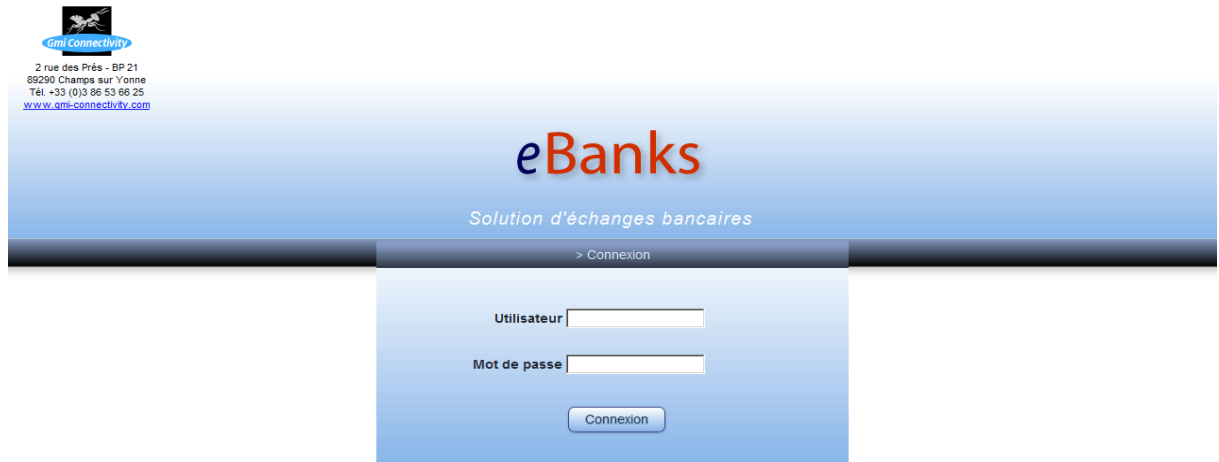 Gmi Connectivity
2 rue des Prés - BP 21
89290 Champs sur Yonne
Tél. +33 (0)3 86 53 66 25
www.gmi-connectivity.com
eBanks
Solution d'échanges bancaires
> Connexion
Utilisateur
Mot de passe
Connexion